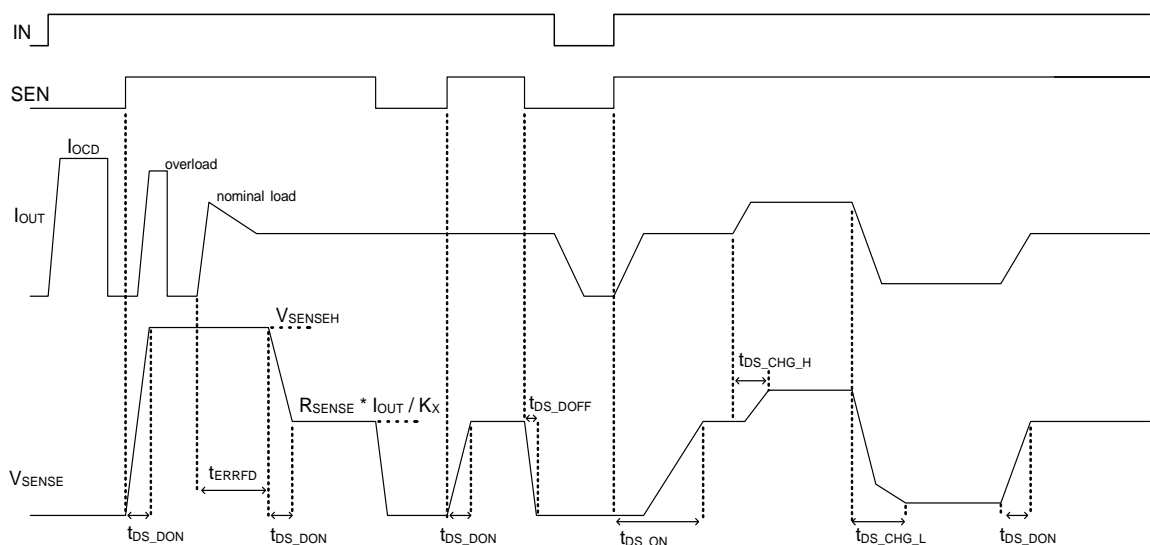 IN
SEN
IOCD
overload
nominal load
IOUT
VSENSEH
tDS_CHG_H
RSENSE * IOUT / KX
tDS_DOFF
tERRFD
VSENSE
tDS_DON
tDS_DON
tDS_DON
tDS_ON
tDS_CHG_L
tDS_DON